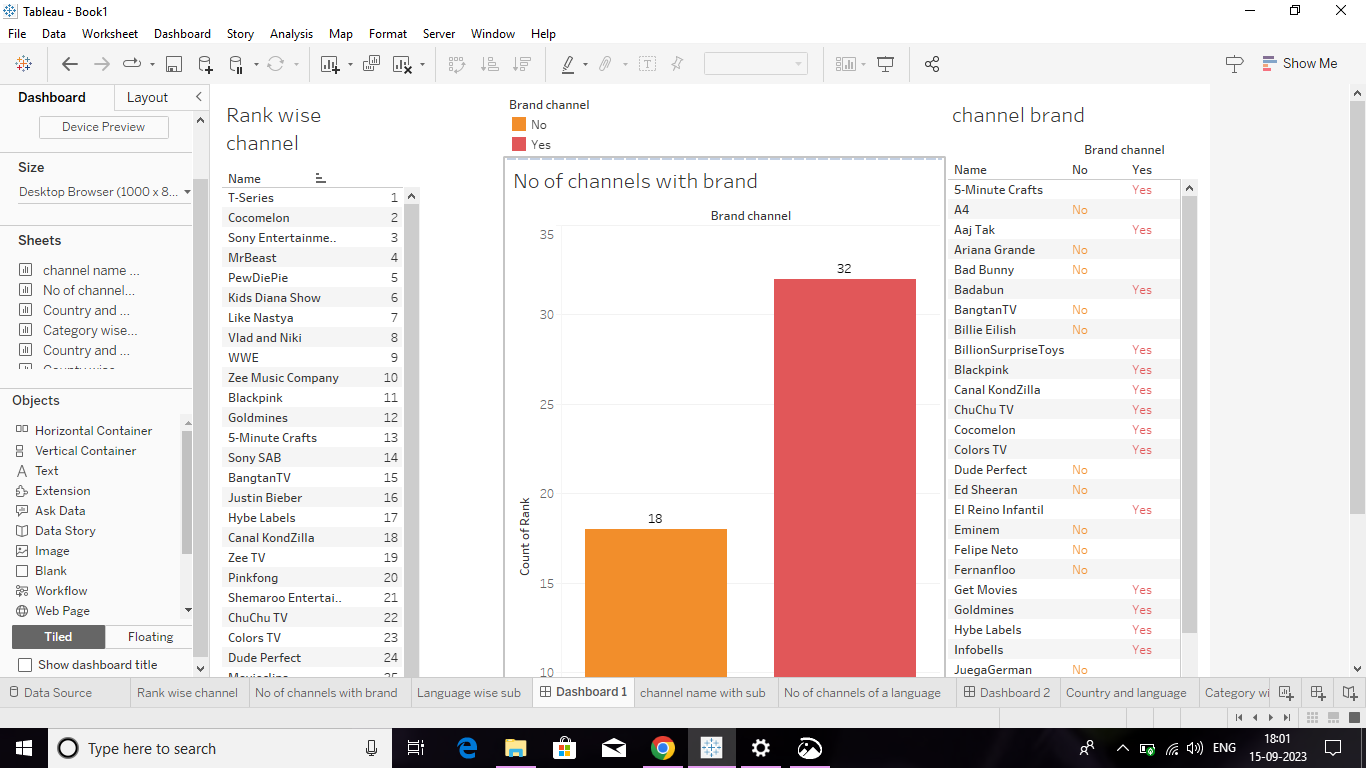 Tableau - Book1
File Data Worksheet Dashboard Story Analysis Map Format Server Window Help
Show Me
Dashboard Layout
Device Preview
Size
Desktop Browser (1000 x 8...
Sheets
channel name ...
No of channel...
Country and ...
Category wise...
Country and ...
Objects
Horizontal Container
Vertical Container
Text
Extension
Ask Data
Data Story
Image
Blank
Workflow
Web Page
Tiled Floating
Show dashboard title
Rank wise
channel
Name
T-Series 1
Cocomelon 2
Sony Entertainme.. 3
MrBeast 4
PewDiePie 5
Kids Diana Show 6
Like Nastya 7
Vlad and Niki 8
WWE 9
Zee Music Company 10
Blackpink 11
Goldmines 12
5-Minute Crafts 13
Sony SAB 14
BangtanTV 15
Justin Bieber 16
Hybe Labels 17
Canal KondZilla 18
Zee TV 19
Pinkfong 20
Shemaroo Entertai.. 21
ChuChu TV 22
Colors TV 23
Dude Perfect 24
Brand channel
No
Yes
No of channels with brand
Brand channel
35
30
25
20
15
10
Count of Rank
18
32
channel brand
Brand channel
Name No Yes
5-Minute Crafts Yes
A4 No
Aaj Tak Yes
Ariana Grande No
Bad Bunny No
Badabun Yes
BangtanTV No
Billie Eilish No
BillionSurpriseToys Yes
Blackpink Yes
Canal KondZilla Yes
ChuChu TV Yes
Cocomelon Yes
Colors TV Yes
Dude Perfect No
Ed Sheeran No
El Reino Infantil Yes
Eminem No
Felipe Neto No
Fernanfloo No
Get Movies Yes
Goldmines Yes
Hybe Labels Yes
Infobells Yes
JuegaGerman No
Data Source Rank wise channel No of channels with brand Language wise sub Dashboard 1 channel name with sub No of channels of a language Dashboard 2 Country and language Category wi
Type here to search
ENG
18:01
15-09-2023